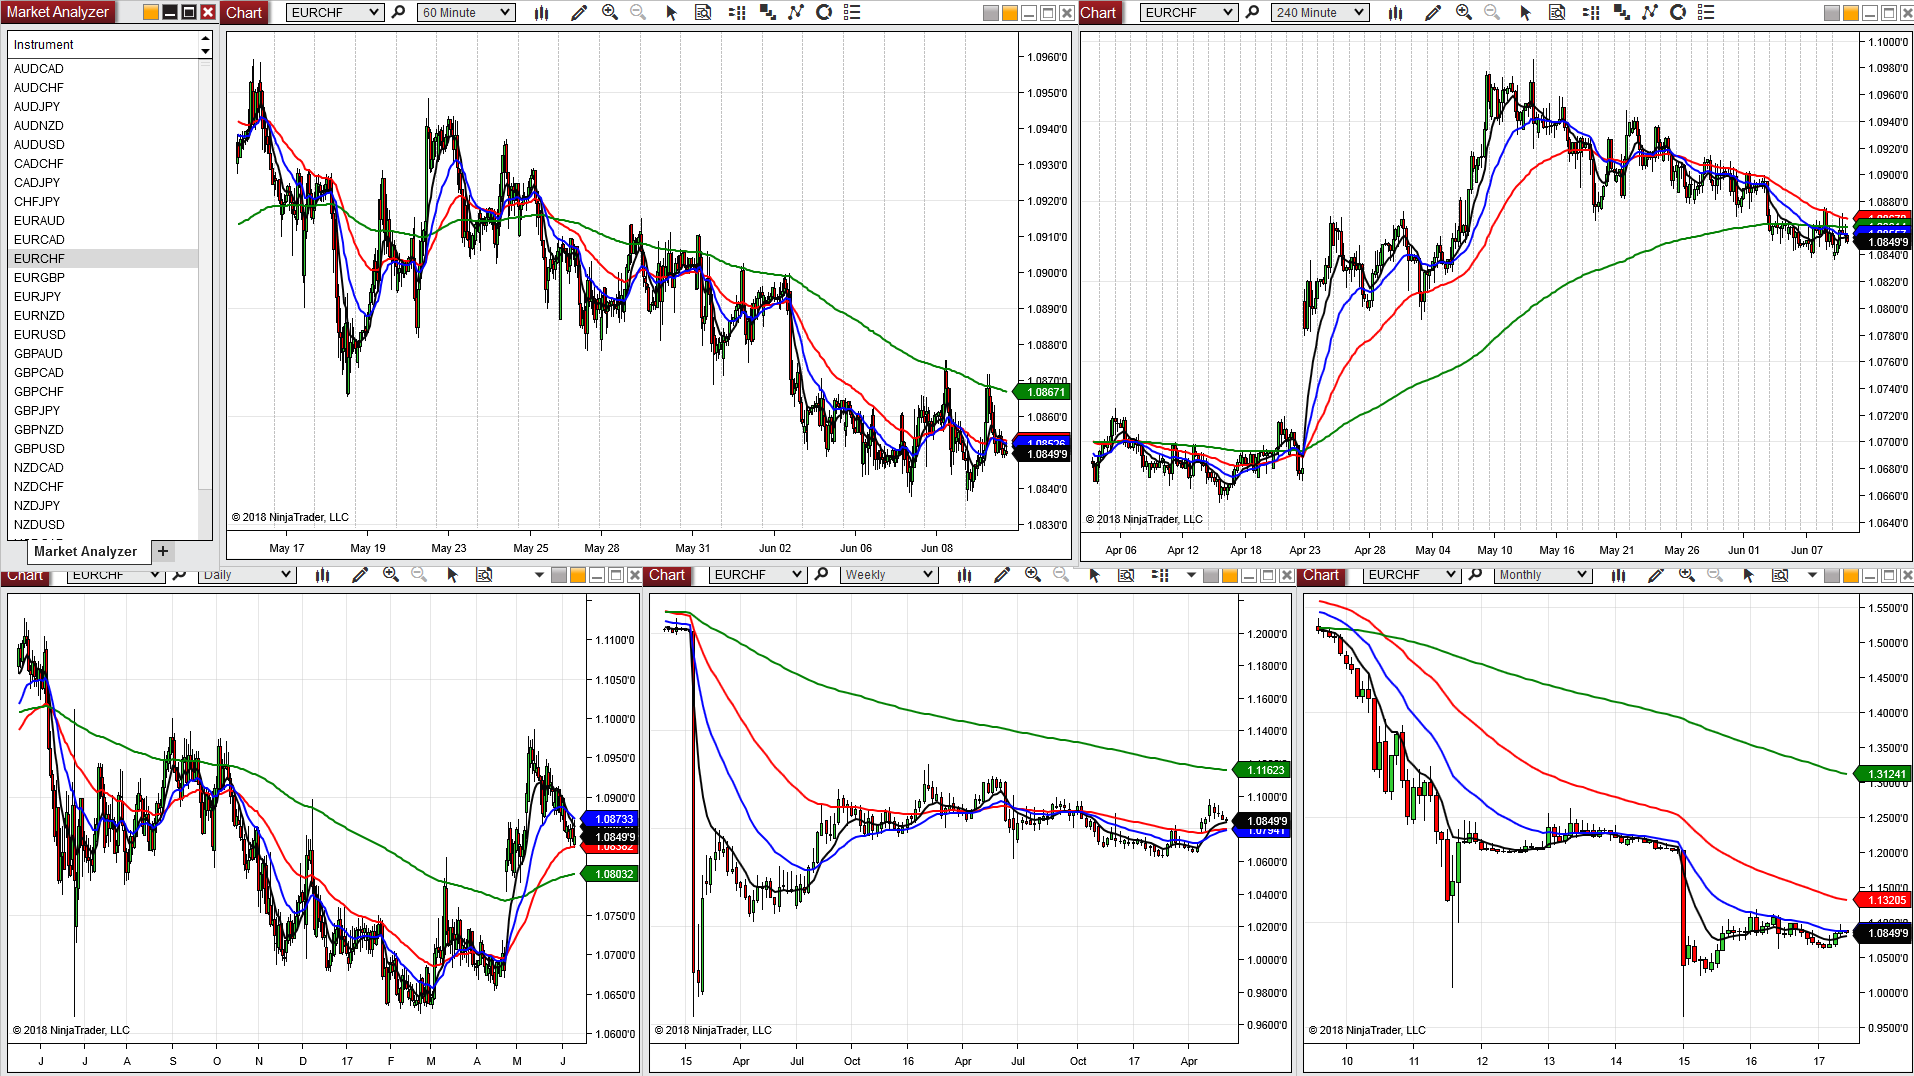 Market Analyzer
Instrument
AUDCAD
AUDCHF
AUDJPY
AUDNZD
AUDUSD
CADCHF
CADJPY
CHFJPY
EURAUD
EURCAD
EURCHF
EURGBP
EURJPY
EURNZD
EURUSD
GBPAUD
GBPCAD
GBPCHF
GBPJPY
GBPNZD
GBPUSD
NZDCAD
NZDCHF
NZDJPY
NZDUSD
Market Analyzer
+
Chart EURCHF 60 Minute
1.0960'0
1.0950'0
1.0940'0
1.0930'0
1.0920'0
1.0910'0
1.0900'0
1.0890'0
1.0880'0
1.0870'0
1.08671
1.0860'0
1.08526
1.0849'9
1.0840'0
1.0830'0
© 2018 NinjaTrader, LLC
May 17 May 19 May 23 May 25 May 28 May 31 Jun 02 Jun 06 Jun 08
Chart EURCHF 240 Minute
1.1000'0
1.0980'0
1.0960'0
1.0940'0
1.0920'0
1.0900'0
1.0880'0
1.0849'9
1.0840'0
1.0820'0
1.0800'0
1.0780'0
1.0760'0
1.0740'0
1.0720'0
1.0700'0
1.0680'0
1.0660'0
1.0640'0
© 2018 NinjaTrader, LLC
Apr 06 Apr 12 Apr 18 Apr 23 Apr 28 May 04 May 10 May 16 May 21 May 26 Jun 01 Jun 07
Chart EURCHF Daily
1.1100'0
1.1050'0
1.1000'0
1.0950'0
1.0900'0
1.08733
1.0849'9
1.08382
1.08032
1.0750'0
1.0700'0
1.0650'0
1.0600'0
© 2018 NinjaTrader, LLC
J J A S O N D 17 F M A M J
Chart EURCHF Weekly
1.2000'0
1.1800'0
1.1600'0
1.1400'0
1.11623
1.1000'0
1.0849'9
1.07941
1.0600'0
1.0400'0
1.0200'0
1.0000'0
0.9800'0
0.9600'0
© 2018 NinjaTrader, LLC
15 Apr Jul Oct 16 Apr Jul Oct 17 Apr
Chart EURCHF Monthly
1.5500'0
1.5000'0
1.4500'0
1.4000'0
1.3500'0
1.31241
1.3000'0
1.2500'0
1.2000'0
1.1500'0
1.13205
1.0849'9
1.0500'0
1.0000'0
0.9500'0
© 2018 NinjaTrader, LLC
10 11 12 13 14 15 16 17